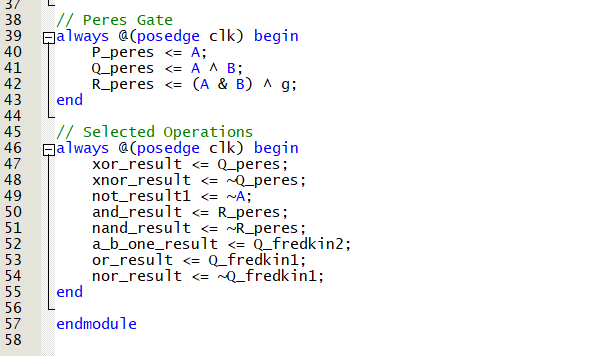 37
38 // Peres Gate
39 always @(posedge clk) begin
40 P_peres <= A;
41 Q_peres <= A ^ B;
42 R_peres <= (A & B) ^ g;
43 end
44
45 // Selected Operations
46 always @(posedge clk) begin
47 xor_result <= Q_peres;
48 xnor_result <= ~Q_peres;
49 not_result1 <= ~A;
50 and_result <= R_peres;
51 nand_result <= ~R_peres;
52 a_b_one_result <= Q_fredkin2;
53 or_result <= Q_fredkin1;
54 nor_result <= ~Q_fredkin1;
55 end
56
57 endmodule
58